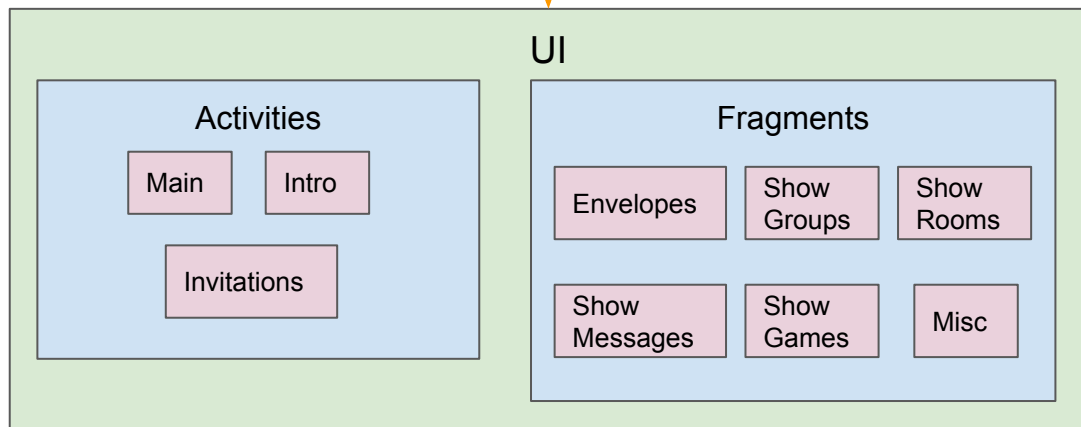 UI
Activities
Main
Intro
Invitations
Fragments
Envelopes
Show
Groups
Show
Rooms
Show
Messages
Show
Games
Misc